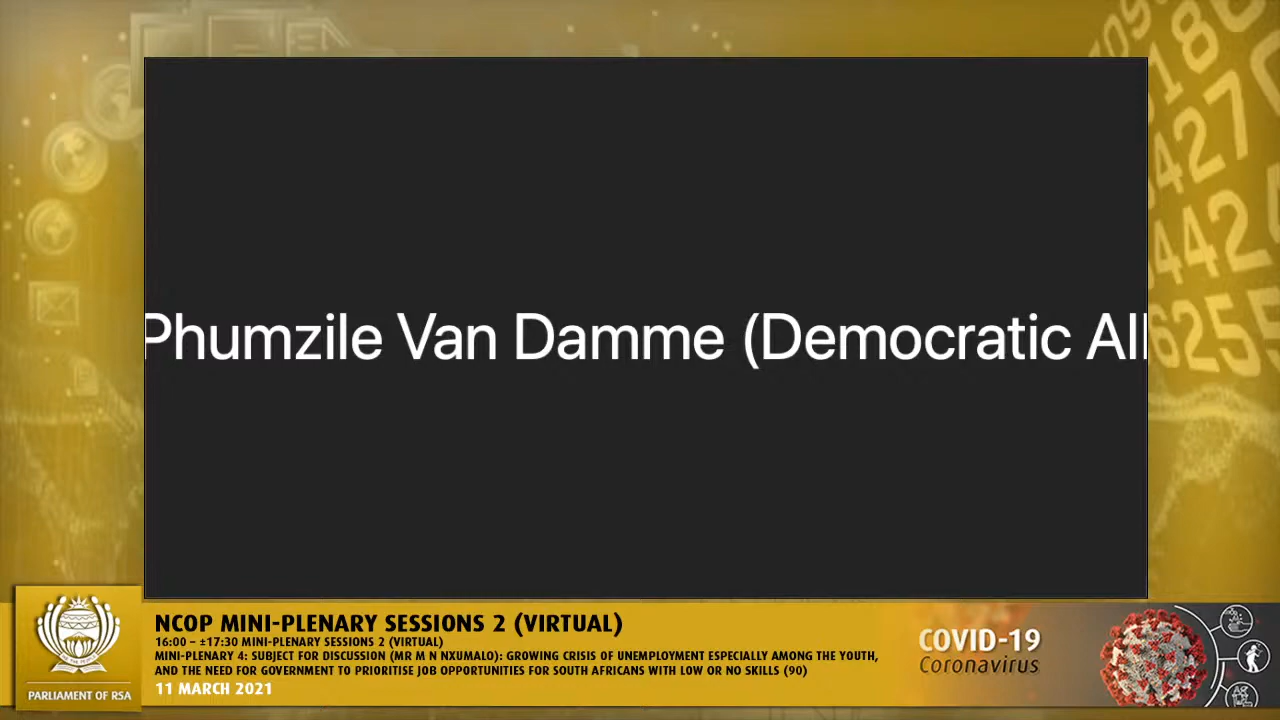 Phumzile Van Damme (Democratic All
NCOP MINI-PLENARY SESSIONS 2 (VIRTUAL)
16:00 – ±17:30 MINI-PLENARY SESSIONS 2 (VIRTUAL)
MINI-PLENARY 4: SUBJECT FOR DISCUSSION (MR M N NXUMALO): GROWING CRISIS OF UNEMPLOYMENT ESPECIALLY AMONG THE YOUTH,
AND THE NEED FOR GOVERNMENT TO PRIORITISE JOB OPPORTUNITIES FOR SOUTH AFRICANS WITH LOW OR NO SKILLS (90)
11 MARCH 2021
PARLIAMENT OF RSA
COVID-19
Coronavirus